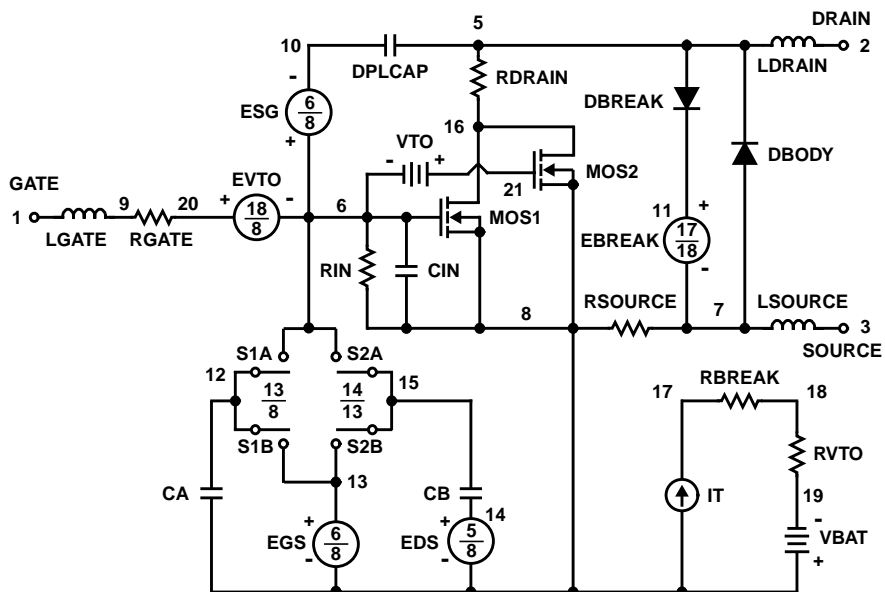 DRAIN
5
10
2
DPLCAP
LDRAIN
RDRAIN
DBREAK
-
ESG
6
8
+
16
VTO
-
+
DBODY
MOS2
GATE
EVTO
21
1
9
20
+
18
8
-
6
MOS1
11
+
LGATE
RGATE
EBREAK
17
18
-
RIN
CIN
8
RSOURCE
7
LSOURCE
3
SOURCE
S1A
S2A
12
15
13
8
14
13
RBREAK
17
18
S1B
S2B
13
RVTO
CA
CB
IT
19
-
VBAT
+
14
+
EGS
6
8
-
+
EDS
5
8
-